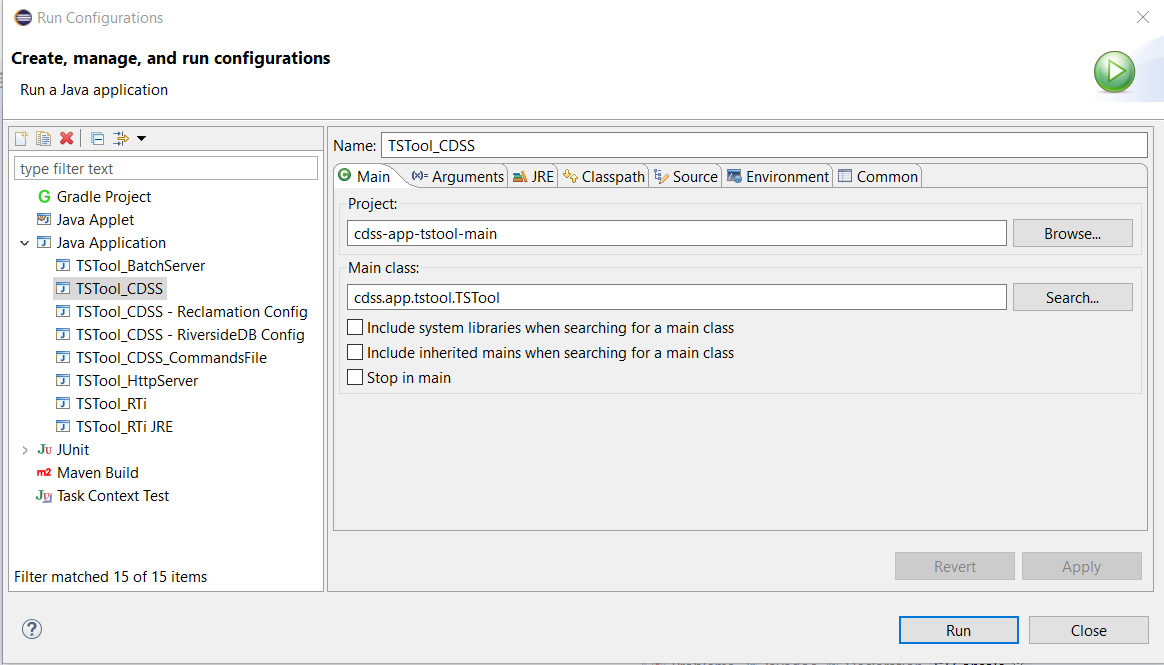 Run Configurations
Create, manage, and run configurations
Run a Java application
type filter text
Gradle Project
Java Applet
Java Application
TSTool_BatchServer
TSTool_CDSS
TSTool_CDSS - Reclamation Config
TSTool_CDSS - RiversideDB Config
TSTool_CDSS_CommandsFile
TSTool_HttpServer
TSTool_RTi
TSTool_RTi JRE
JUnit
Maven Build
Task Context Test
Filter matched 15 of 15 items
Name: TSTool_CDSS
Main Arguments JRE Classpath Source Environment Common
Project:
cdss-app-tstool-main Browse...
Main class:
cdss.app.tstool.TSTool Search...
Include system libraries when searching for a main class
Include inherited mains when searching for a main class
Stop in main
Revert Apply
Run Close